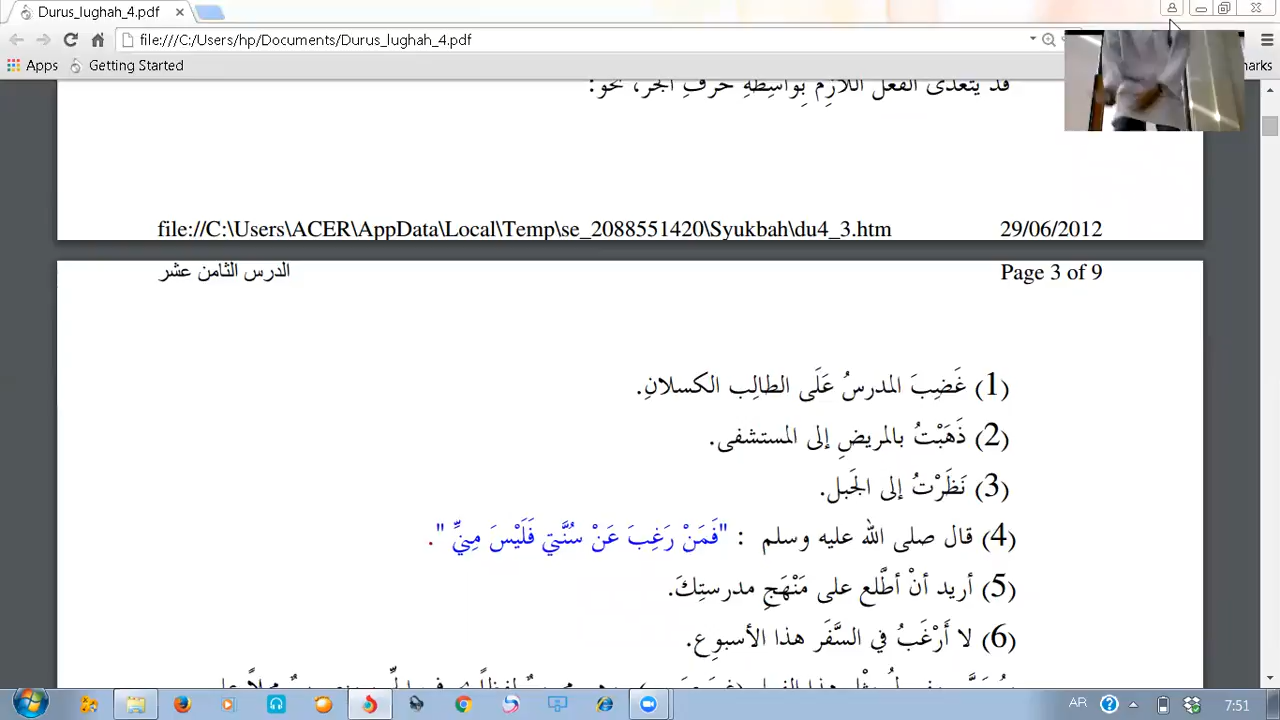 Durus_lughah_4.pdf
file:///C:/Users/hp/Documents/Durus_lughah_4.pdf
Apps Getting Started
قد يتعدى الفعل اللازِم بِواسِطَةِ حرفِ الجر، نحو:
file://C:\Users\ACER\AppData\Local\Temp\se_2088551420\Syukbah\du4_3.htm 29/06/2012
الدرس الثامن عشر Page 3 of 9
(1) غَضِبَ المدرسُ عَلَى الطالِب الكسلانِ.
(2) ذَهَبْتُ بالمريضِ إلى المستشفى.
(3) نَظَرْتُ إلى الجَبل.
(4) قال صلى الله عليه وسلم : "فَمَنْ رَغِبَ عَنْ سُنَّتِي فَلَيْسَ مِنِّي".
(5) أريد أنْ أطَّلع على مَنْهَجِ مدرستِكَ.
(6) لا أَرْغَبُ في السَّفَر هذا الأسبوعِ.
AR 7:51